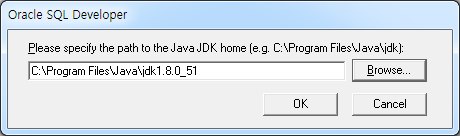 Oracle SQL Developer
Please specify the path to the Java JDK home (e.g. C:\Program Files\Java\jdk):
C:\Program Files\Java\jdk1.8.0_51
Browse...
OK
Cancel